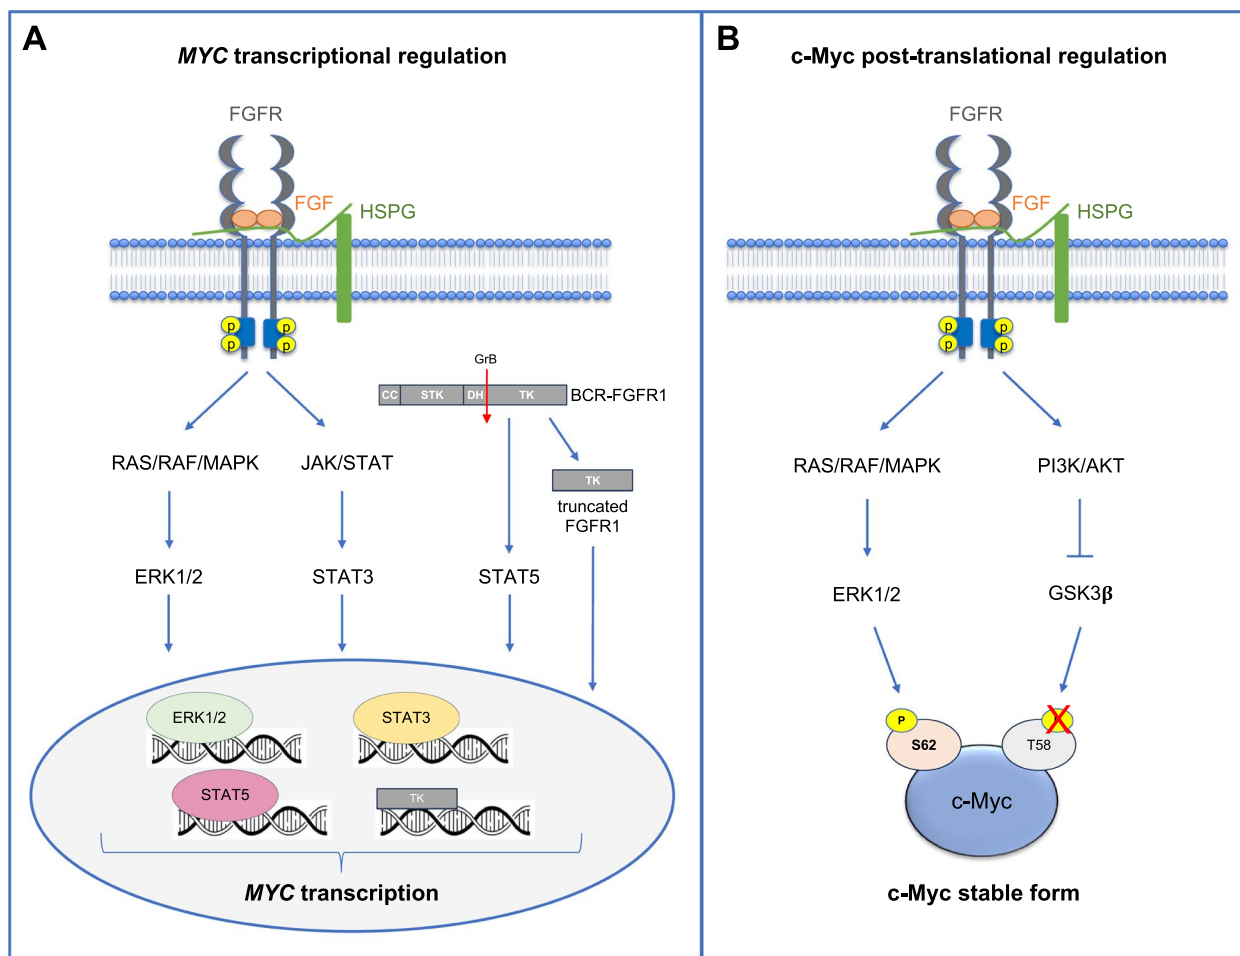 A
MYC transcriptional regulation
FGFR
FGF
HSPG
p
p
p
p
GrB
CC STK DH TK BCR-FGFR1
RAS/RAF/MAPK JAK/STAT
TK
truncated
FGFR1
ERK1/2 STAT3 STAT5
ERK1/2
STAT3
STAT5
TK
MYC transcription
B
c-Myc post-translational regulation
FGFR
FGF
HSPG
p
p
p
p
RAS/RAF/MAPK PI3K/AKT
ERK1/2 GSK3β
P
S62 T58
c-Myc
c-Myc stable form